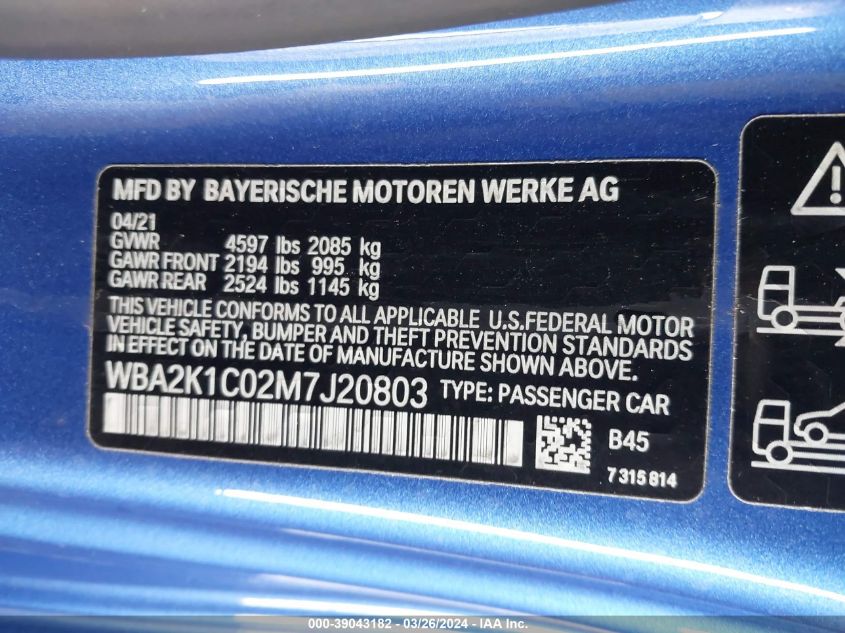 MFD BY BAYERISCHE MOTOREN WERKE AG
04/21
GVWR 4597 lbs 2085 kg
GAWR FRONT 2194 lbs 995 kg
GAWR REAR 2524 lbs 1145 kg
THIS VEHICLE CONFORMS TO ALL APPLICABLE U.S.FEDERAL MOTOR
VEHICLE SAFETY, BUMPER AND THEFT PREVENTION STANDARDS
IN EFFECT ON THE DATE OF MANUFACTURE SHOWN ABOVE.
WBA2K1C02M7J20803 TYPE: PASSENGER CAR
B45
7 315 814
000-39043182 - 03/26/2024 - IAA Inc.